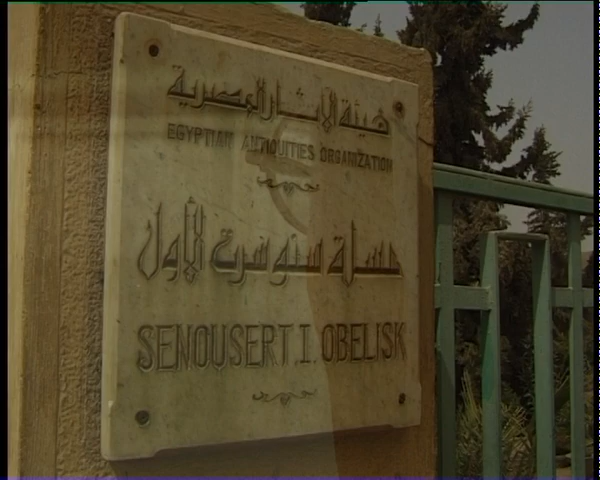 هيئة الآثار المصرية
EGYPTIAN ANTIQUITIES ORGANIZATION
مسلة سنوسرت الأول
SENOUSERT I. OBELISK